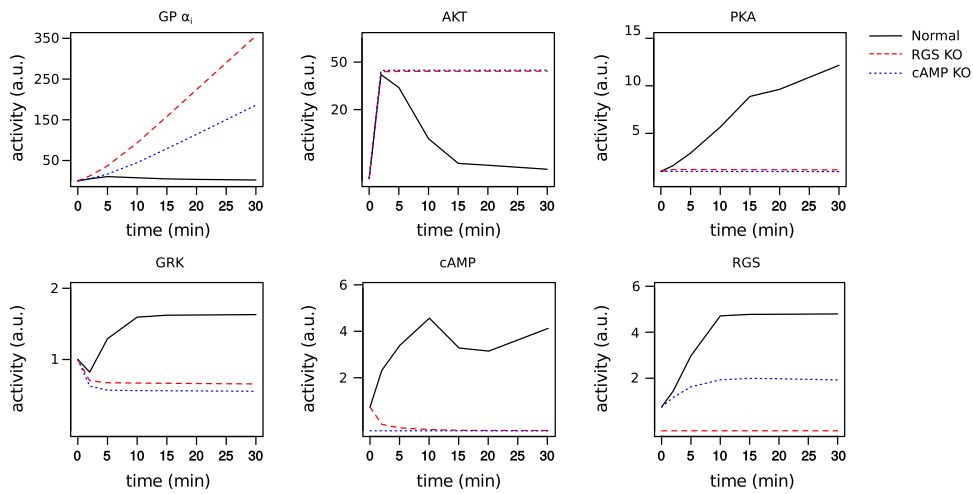 GP αi
AKT
PKA
Normal
RGS KO
cAMP KO
activity (a.u.)
350
250
150
50
0 5 10 15 20 25 30
time (min)
activity (a.u.)
50
20
0 5 10 15 20 25 30
time (min)
activity (a.u.)
15
10
5
0 5 10 15 20 25 30
time (min)
GRK
cAMP
RGS
activity (a.u.)
2
1
0 5 10 15 20 25 30
time (min)
activity (a.u.)
6
4
2
0 5 10 15 20 25 30
time (min)
activity (a.u.)
6
4
2
0 5 10 15 20 25 30
time (min)